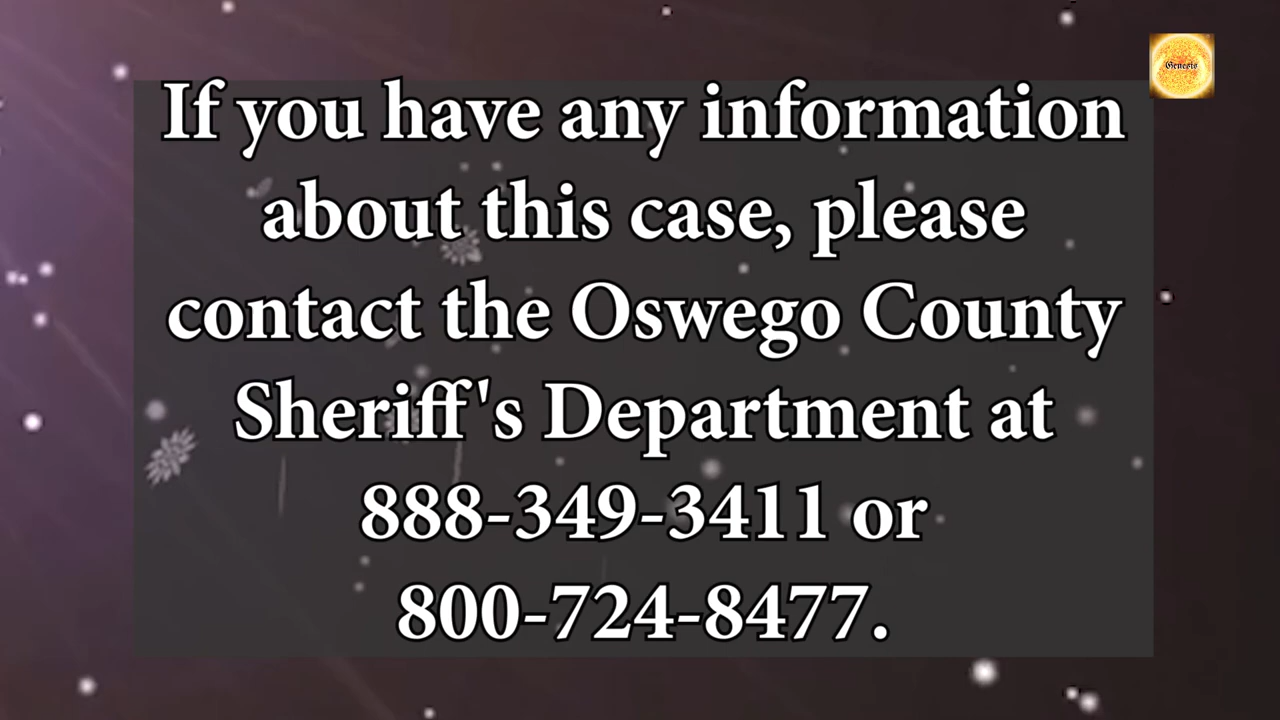 Genesis
If you have any information
about this case, please
contact the Oswego County
Sheriff's Department at
888-349-3411 or
800-724-8477.